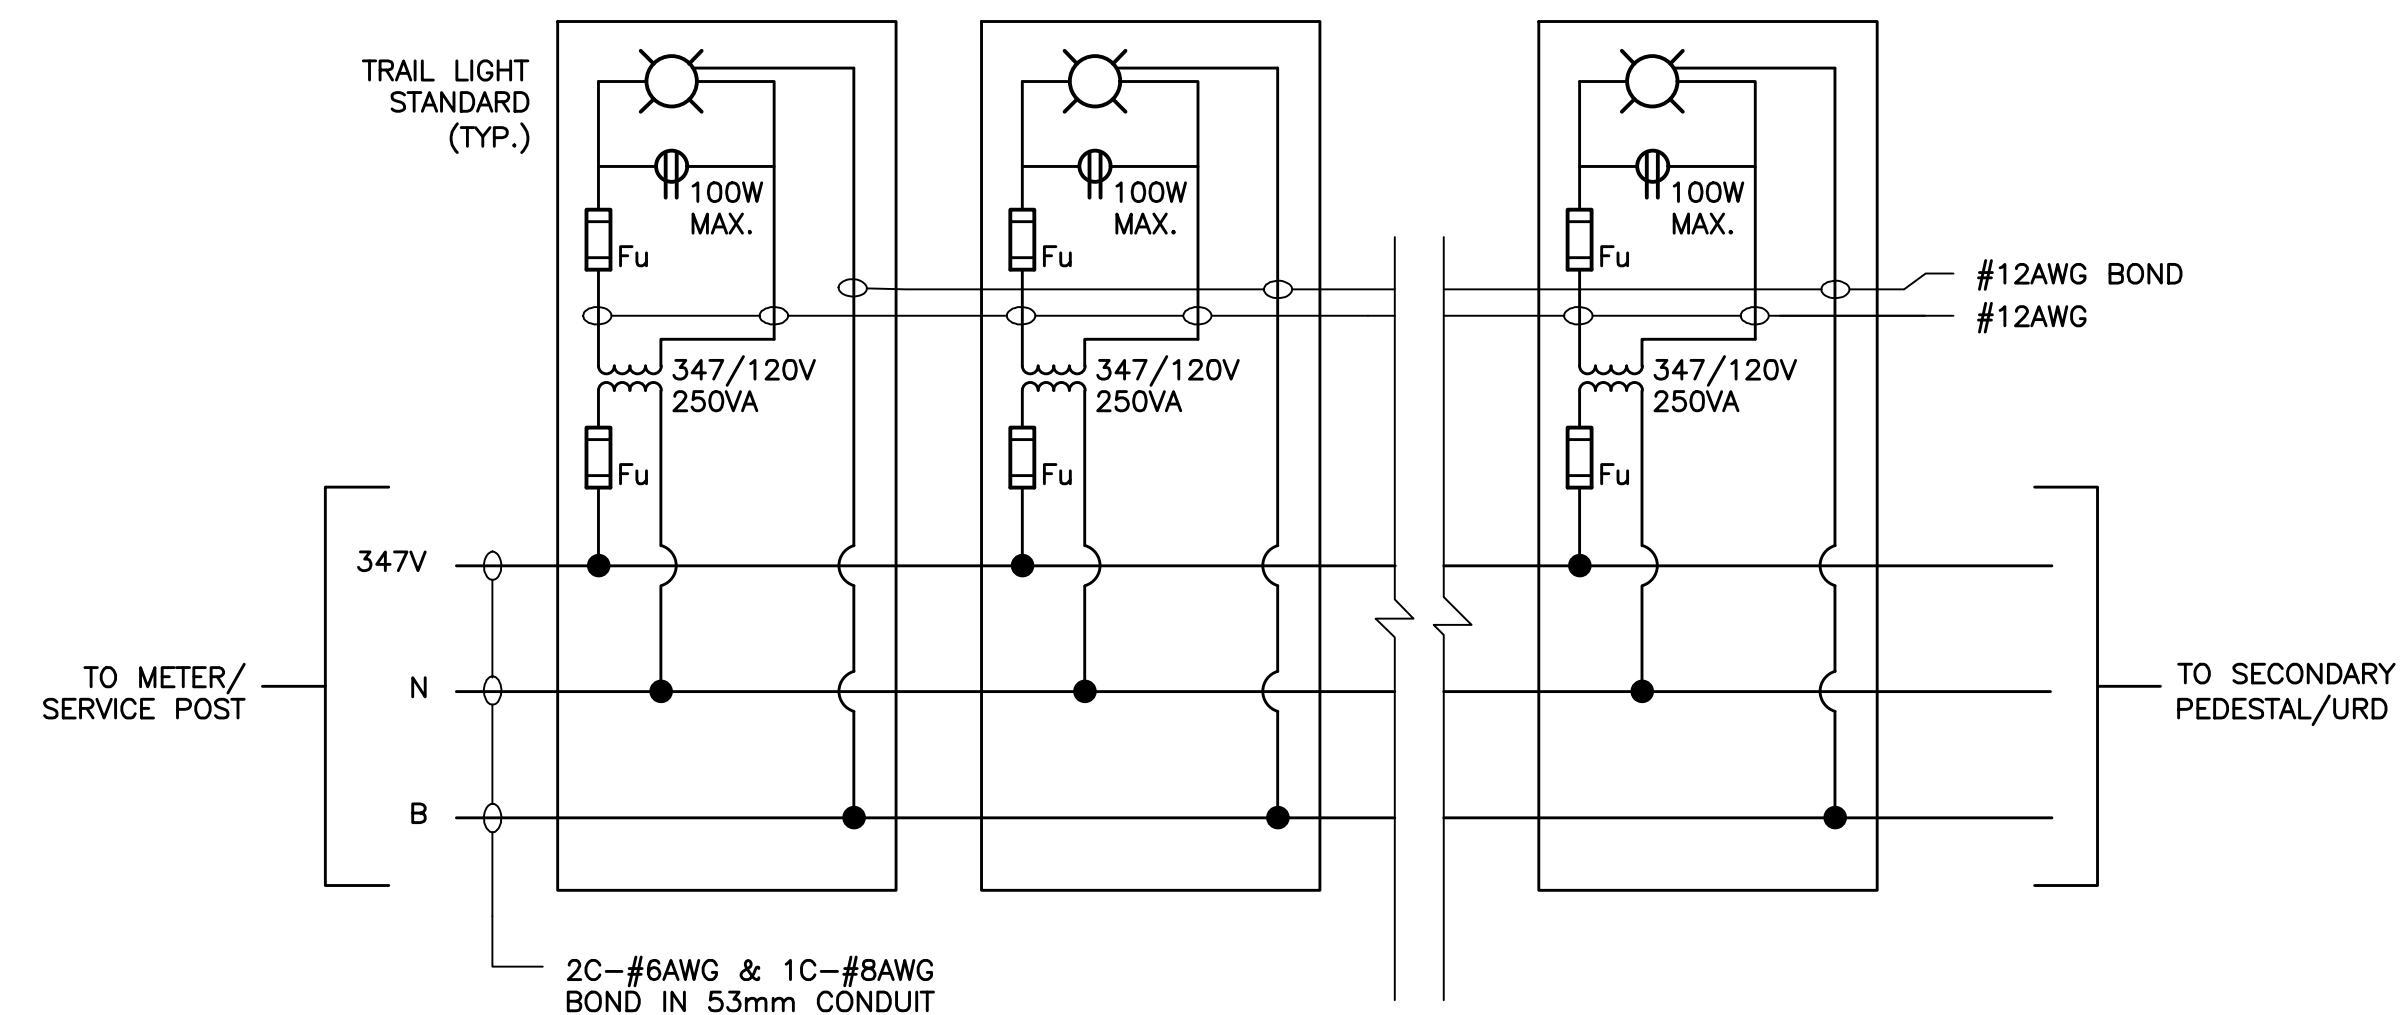 TRAIL LIGHT
STANDARD
(TYP.)
100W
MAX.
Fu
347/120V
250VA
Fu
100W
MAX.
Fu
347/120V
250VA
Fu
100W
MAX.
Fu
347/120V
250VA
Fu
#12AWG BOND
#12AWG
347V
N
B
TO METER/
SERVICE POST
TO SECONDARY
PEDESTAL/URD
2C-#6AWG & 1C-#8AWG
BOND IN 53mm CONDUIT